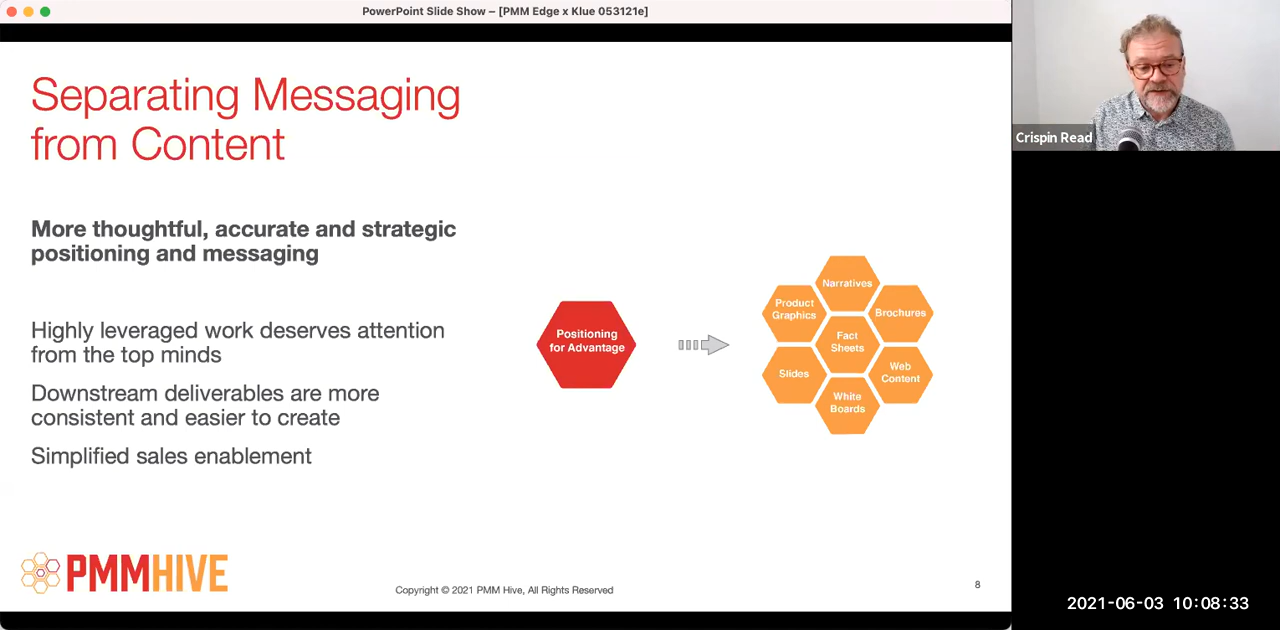 PowerPoint Slide Show – [PMM Edge x Klue 053121e]
Separating Messaging
from Content
More thoughtful, accurate and strategic
positioning and messaging
Highly leveraged work deserves attention
from the top minds
Downstream deliverables are more
consistent and easier to create
Simplified sales enablement
Positioning
for Advantage
Narratives
Product
Graphics
Brochures
Fact
Sheets
Slides
Web
Content
White
Boards
PMMHIVE
Copyright © 2021 PMM Hive, All Rights Reserved
8
Crispin Read
2021-06-03 10:08:33